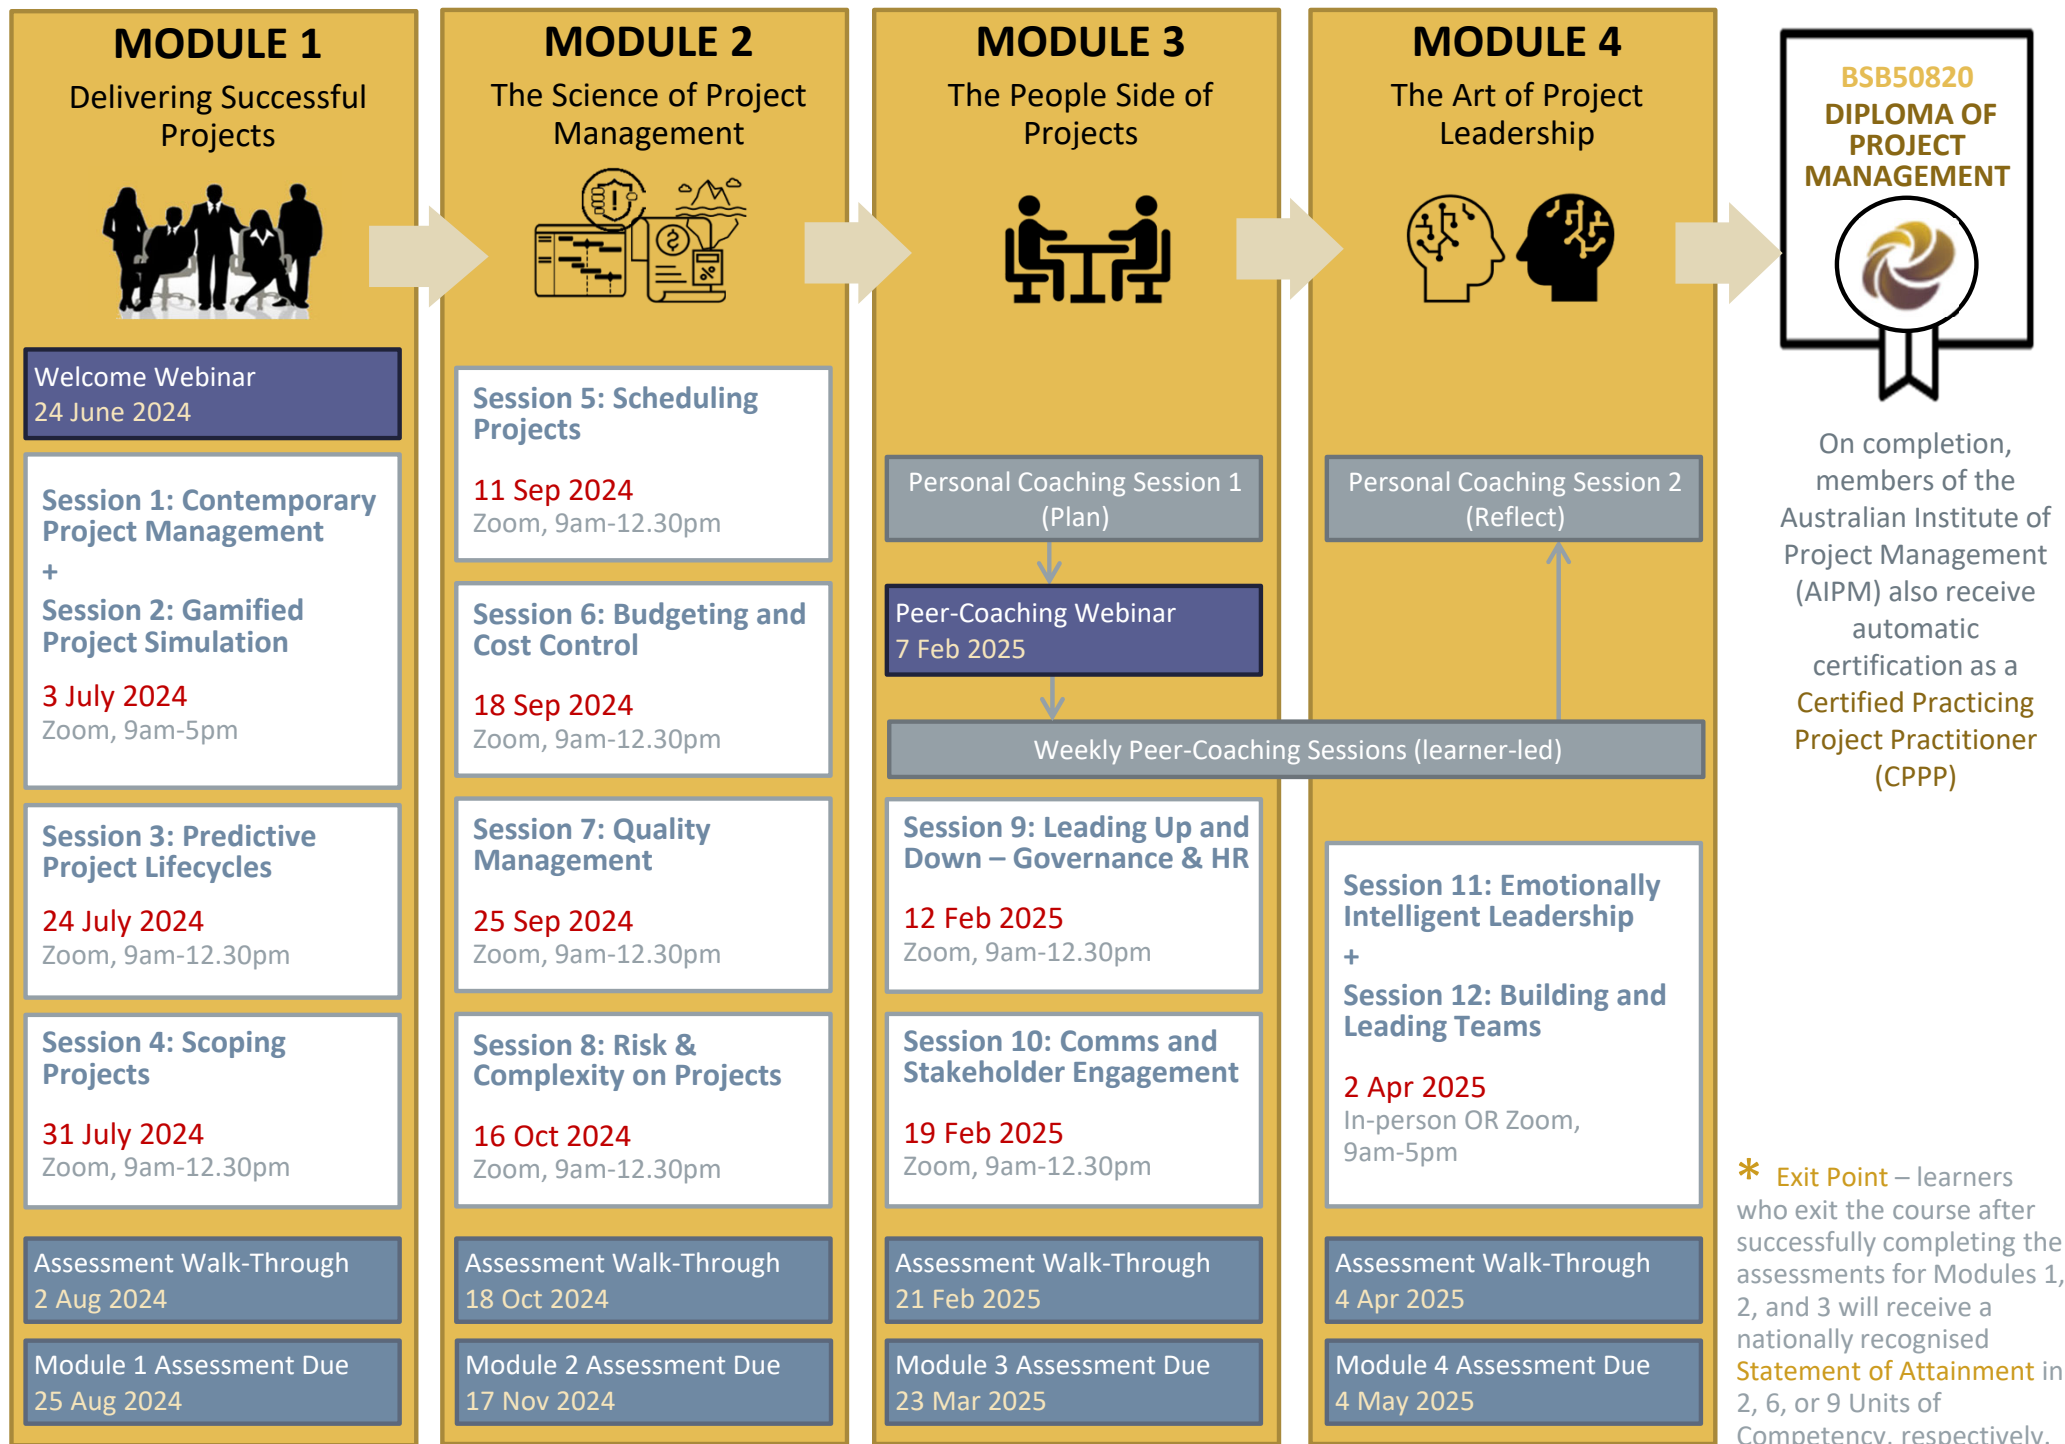 MODULE 1
Delivering Successful
Projects
Welcome Webinar
24 June 2024
Session 1: Contemporary
Project Management
+
Session 2: Gamified
Project Simulation
3 July 2024
Zoom, 9am-5pm
Session 3: Predictive
Project Lifecycles
24 July 2024
Zoom, 9am-12.30pm
Session 4: Scoping
Projects
31 July 2024
Zoom, 9am-12.30pm
Assessment Walk-Through
2 Aug 2024
Module 1 Assessment Due
25 Aug 2024
MODULE 2
The Science of Project
Management
Session 5: Scheduling
Projects
11 Sep 2024
Zoom, 9am-12.30pm
Session 6: Budgeting and
Cost Control
18 Sep 2024
Zoom, 9am-12.30pm
Session 7: Quality
Management
25 Sep 2024
Zoom, 9am-12.30pm
Session 8: Risk &
Complexity on Projects
16 Oct 2024
Zoom, 9am-12.30pm
Assessment Walk-Through
18 Oct 2024
Module 2 Assessment Due
17 Nov 2024
MODULE 3
The People Side of
Projects
Personal Coaching Session 1
(Plan)
Peer-Coaching Webinar
7 Feb 2025
Weekly Peer-Coaching Sessions (learner-led)
Session 9: Leading Up and
Down – Governance & HR
12 Feb 2025
Zoom, 9am-12.30pm
Session 10: Comms and
Stakeholder Engagement
19 Feb 2025
Zoom, 9am-12.30pm
Assessment Walk-Through
21 Feb 2025
Module 3 Assessment Due
23 Mar 2025
MODULE 4
The Art of Project
Leadership
Personal Coaching Session 2
(Reflect)
Session 11: Emotionally
Intelligent Leadership
+
Session 12: Building and
Leading Teams
2 Apr 2025
In-person OR Zoom,
9am-5pm
Assessment Walk-Through
4 Apr 2025
Module 4 Assessment Due
4 May 2025
BSB50820
DIPLOMA OF
PROJECT
MANAGEMENT
On completion,
members of the
Australian Institute of
Project Management
(AIPM) also receive
automatic
certification as a
Certified Practicing
Project Practitioner
(CPPP)
* Exit Point – learners
who exit the course after
successfully completing the
assessments for Modules 1,
2, and 3 will receive a
nationally recognised
Statement of Attainment in
2, 6, or 9 Units of
Competency, respectively.